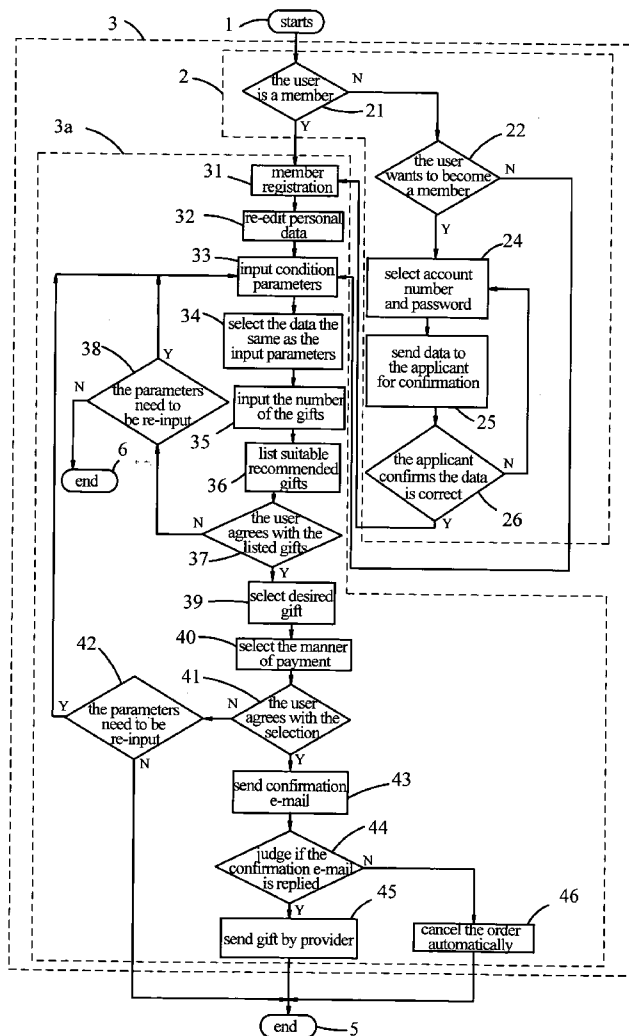 1
starts
3
2
the user
is a member
N
21
Y
3a
22
the user
wants to become
a member
N
Y
31
member
registration
32
re-edit personal
data
33
input condition
parameters
24
select account
number
and password
34
select the data the
same as the
input parameters
38
Y
the parameters
need to
be re-input
N
send data to
the applicant
for confirmation
25
35
input the number
of the gifts
6
end
36
list suitable
recommended
gifts
the applicant
confirms the data
is correct
N
26
Y
N
the user
agrees with the
listed gifts
37
Y
39
select desired
gift
40
select the manner
of payment
42
the parameters
need to be
re-input
Y
N
41
N
the user
agrees with the
selection
Y
send confirmation
e-mail
43
44
judge if the
confirmation e-mail
is replied
N
Y
45
send gift by
provider
46
cancel the order
automatically
end
5